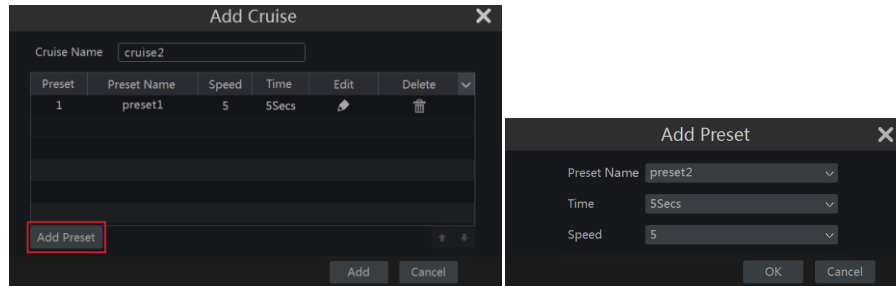 Add Cruise
Cruise Name cruise2
Preset Preset Name Speed Time Edit Delete
1 preset1 5 5Secs
Add Preset
Add Cancel
Add Preset
Preset Name preset2
Time 5Secs
Speed 5
OK Cancel